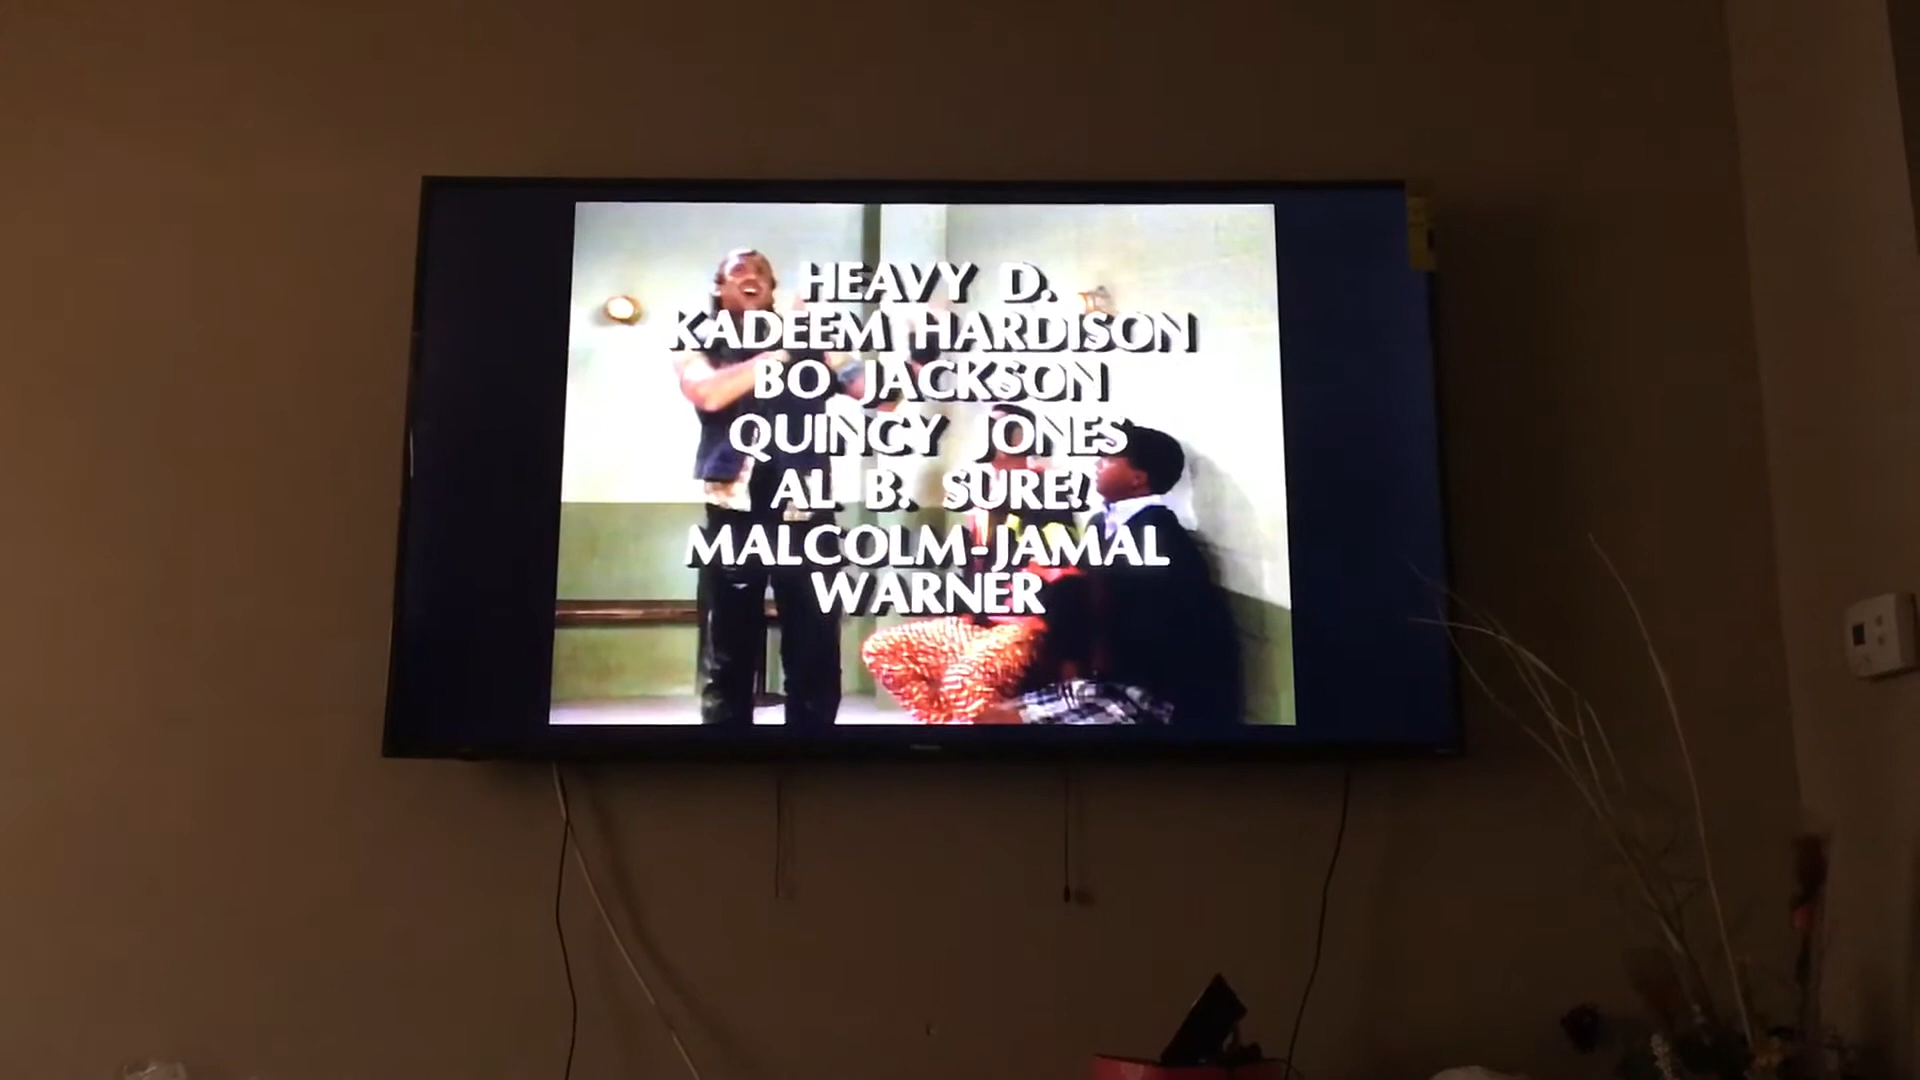 HEAVY D.
KADEEM HARDISON
BO JACKSON
QUINCY JONES
AL B. SURE!
MALCOLM-JAMAL
WARNER